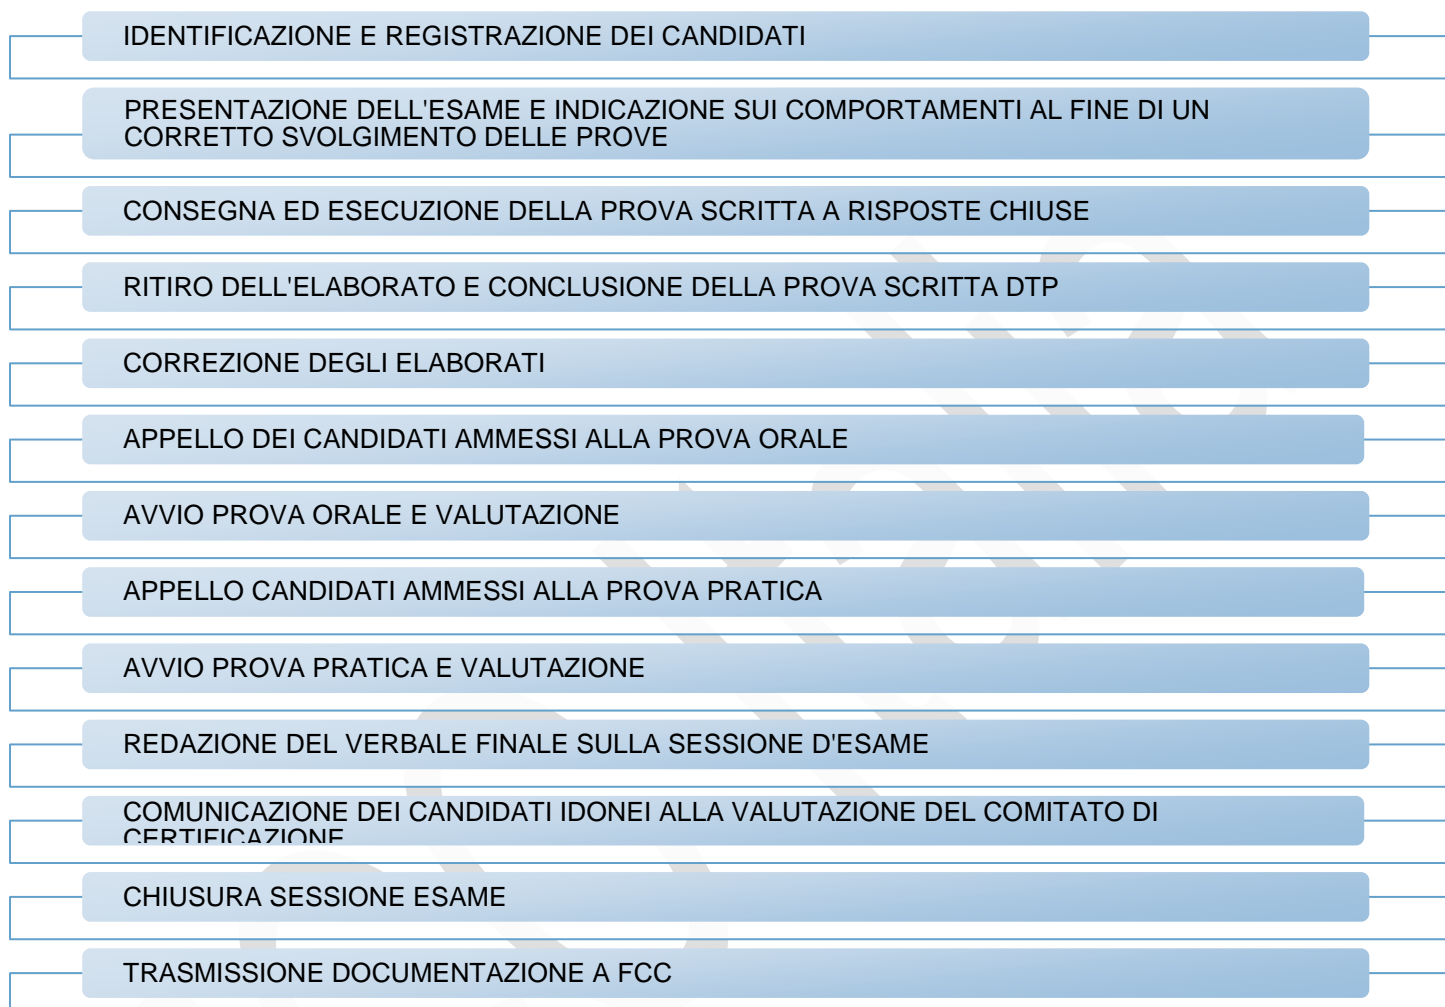 IDENTIFICAZIONE E REGISTRAZIONE DEI CANDIDATI
PRESENTAZIONE DELL'ESAME E INDICAZIONE SUI COMPORTAMENTI AL FINE DI UN
CORRETTO SVOLGIMENTO DELLE PROVE
CONSEGNA ED ESECUZIONE DELLA PROVA SCRITTA A RISPOSTE CHIUSE
RITIRO DELL'ELABORATO E CONCLUSIONE DELLA PROVA SCRITTA DTP
CORREZIONE DEGLI ELABORATI
APPELLO DEI CANDIDATI AMMESSI ALLA PROVA ORALE
AVVIO PROVA ORALE E VALUTAZIONE
APPELLO CANDIDATI AMMESSI ALLA PROVA PRATICA
AVVIO PROVA PRATICA E VALUTAZIONE
REDAZIONE DEL VERBALE FINALE SULLA SESSIONE D'ESAME
COMUNICAZIONE DEI CANDIDATI IDONEI ALLA VALUTAZIONE DEL COMITATO DI
CERTIFICAZIONE
CHIUSURA SESSIONE ESAME
TRASMISSIONE DOCUMENTAZIONE A FCC